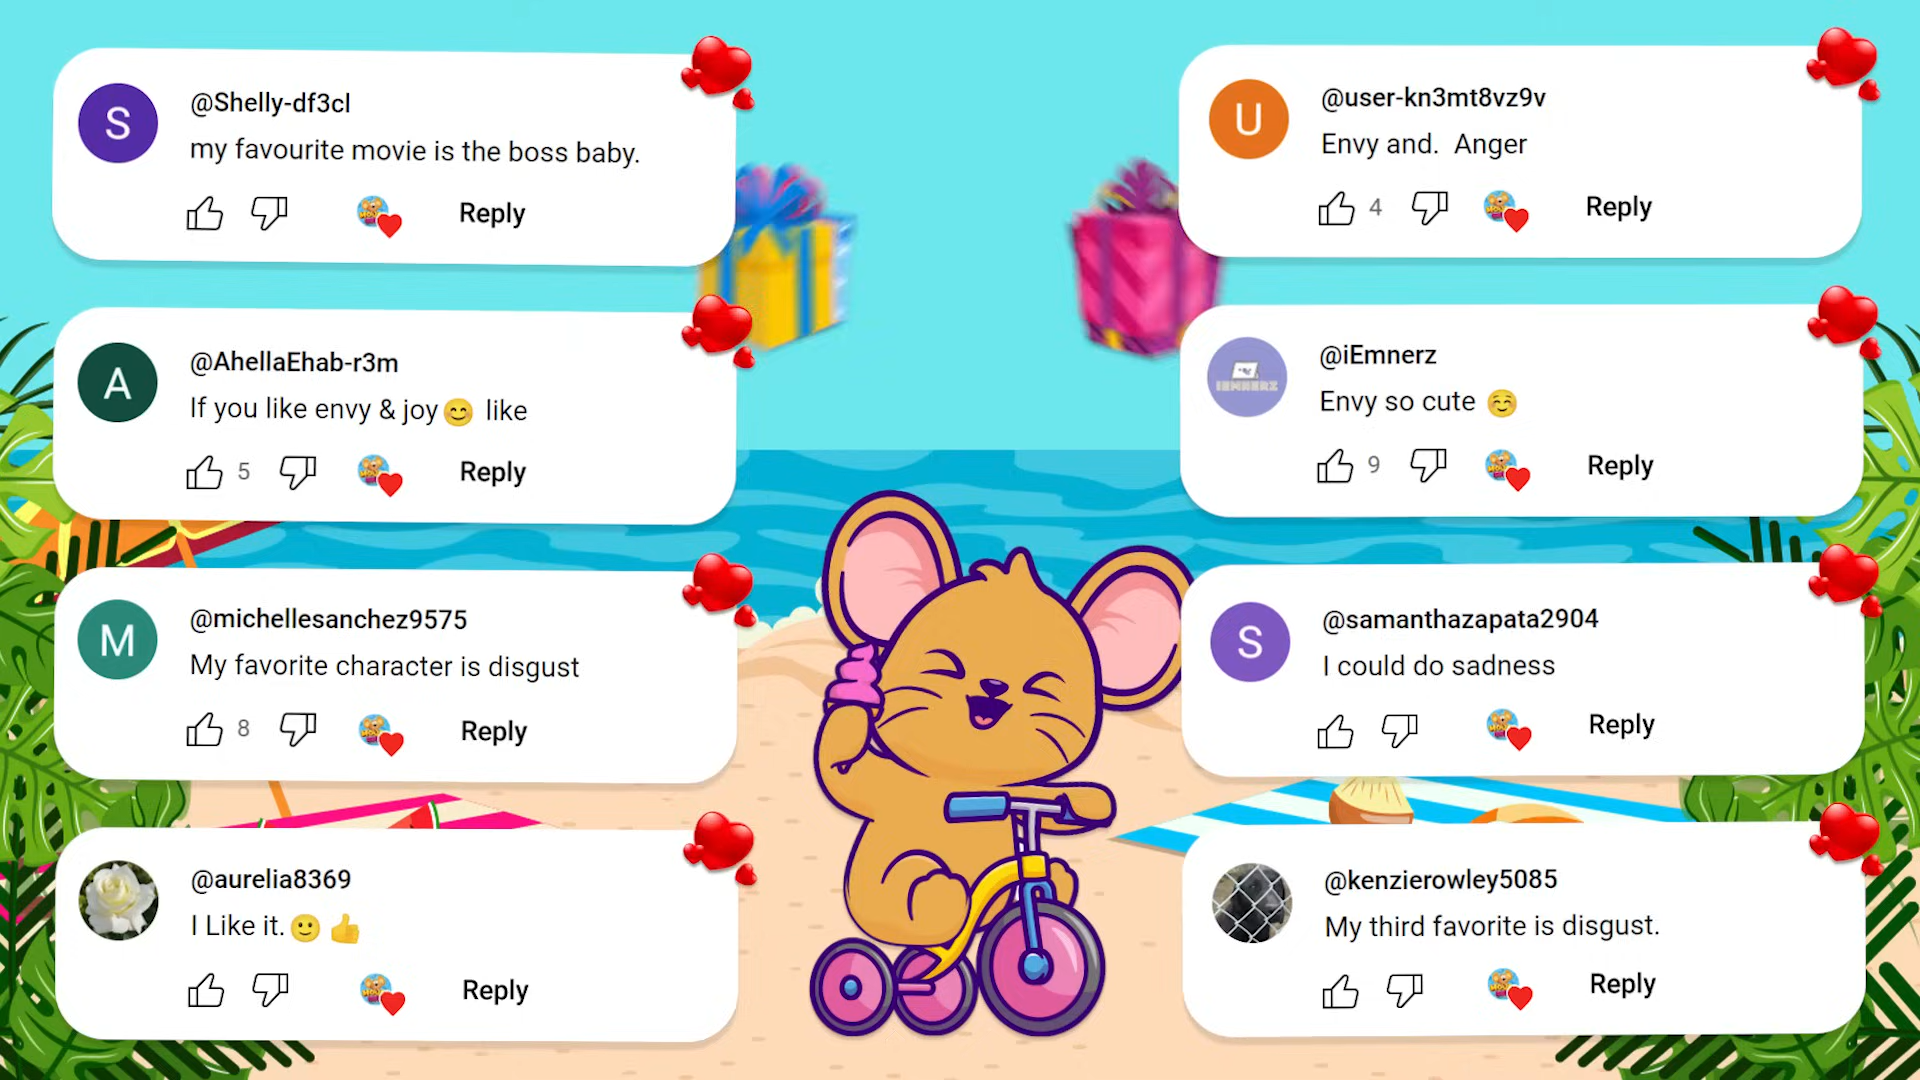 S
@Shelly-df3cl
my favourite movie is the boss baby.
Reply
A
@AhellaEhab-r3m
If you like envy & joy😊 like
5
Reply
M
@michellesanchez9575
My favorite character is disgust
8
Reply
@aurelia8369
I Like it.🙂 👍
Reply
U
@user-kn3mt8vz9v
Envy and.  Anger
4
Reply
IEMNERZ
@iEmnerz
Envy so cute ☺️
9
Reply
S
@samanthazapata2904
I could do sadness
Reply
@kenzierowley5085
My third favorite is disgust.
Reply